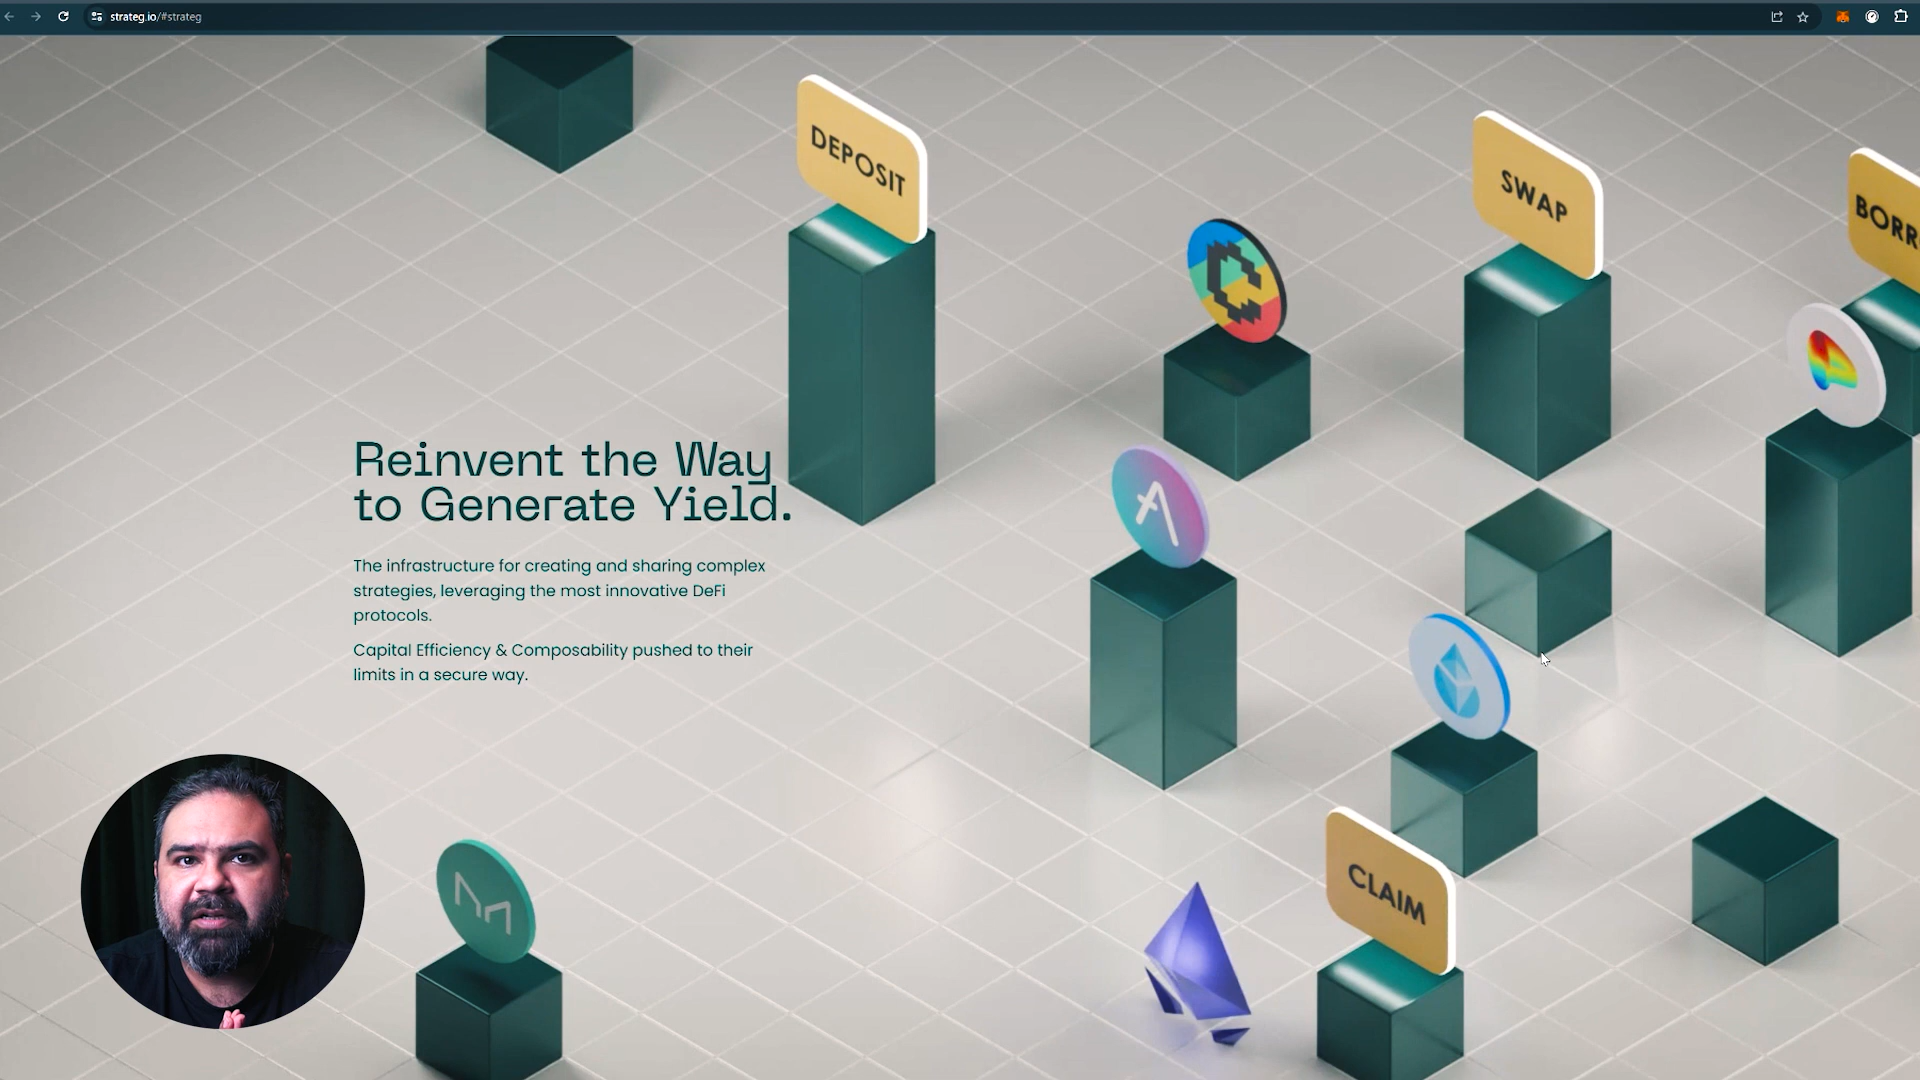 strateg.io/#strateg
DEPOSIT
SWAP
BORR
Reinvent the Way
to Generate Yield.
The infrastructure for creating and sharing complex
strategies, leveraging the most innovative DeFi
protocols.
Capital Efficiency & Composability pushed to their
limits in a secure way.
CLAIM